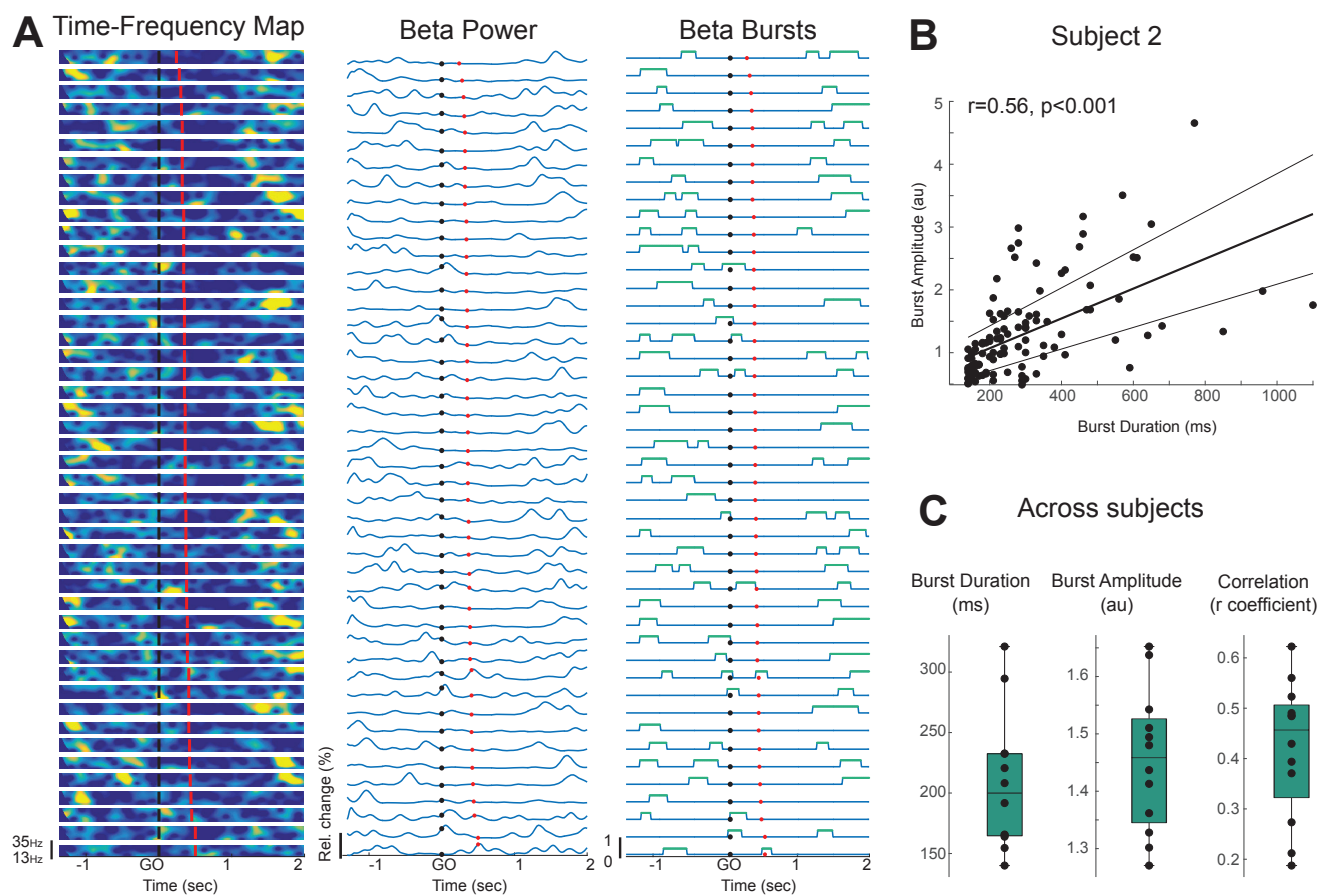 A
Time-Frequency Map
Beta Power
Beta Bursts
35Hz
13Hz
-1
GO
1
2
Time (sec)
Rel. change (%)
-1
GO
1
2
Time (sec)
1
0
-1
GO
1
2
Time (sec)
B
Subject 2
r=0.56, p<0.001
Burst Amplitude (au)
5
4
3
2
1
200
400
600
800
1000
Burst Duration (ms)
C
Across subjects
Burst Duration
(ms)
300
250
200
150
Burst Amplitude
(au)
1.6
1.5
1.4
1.3
Correlation
(r coefficient)
0.6
0.5
0.4
0.3
0.2